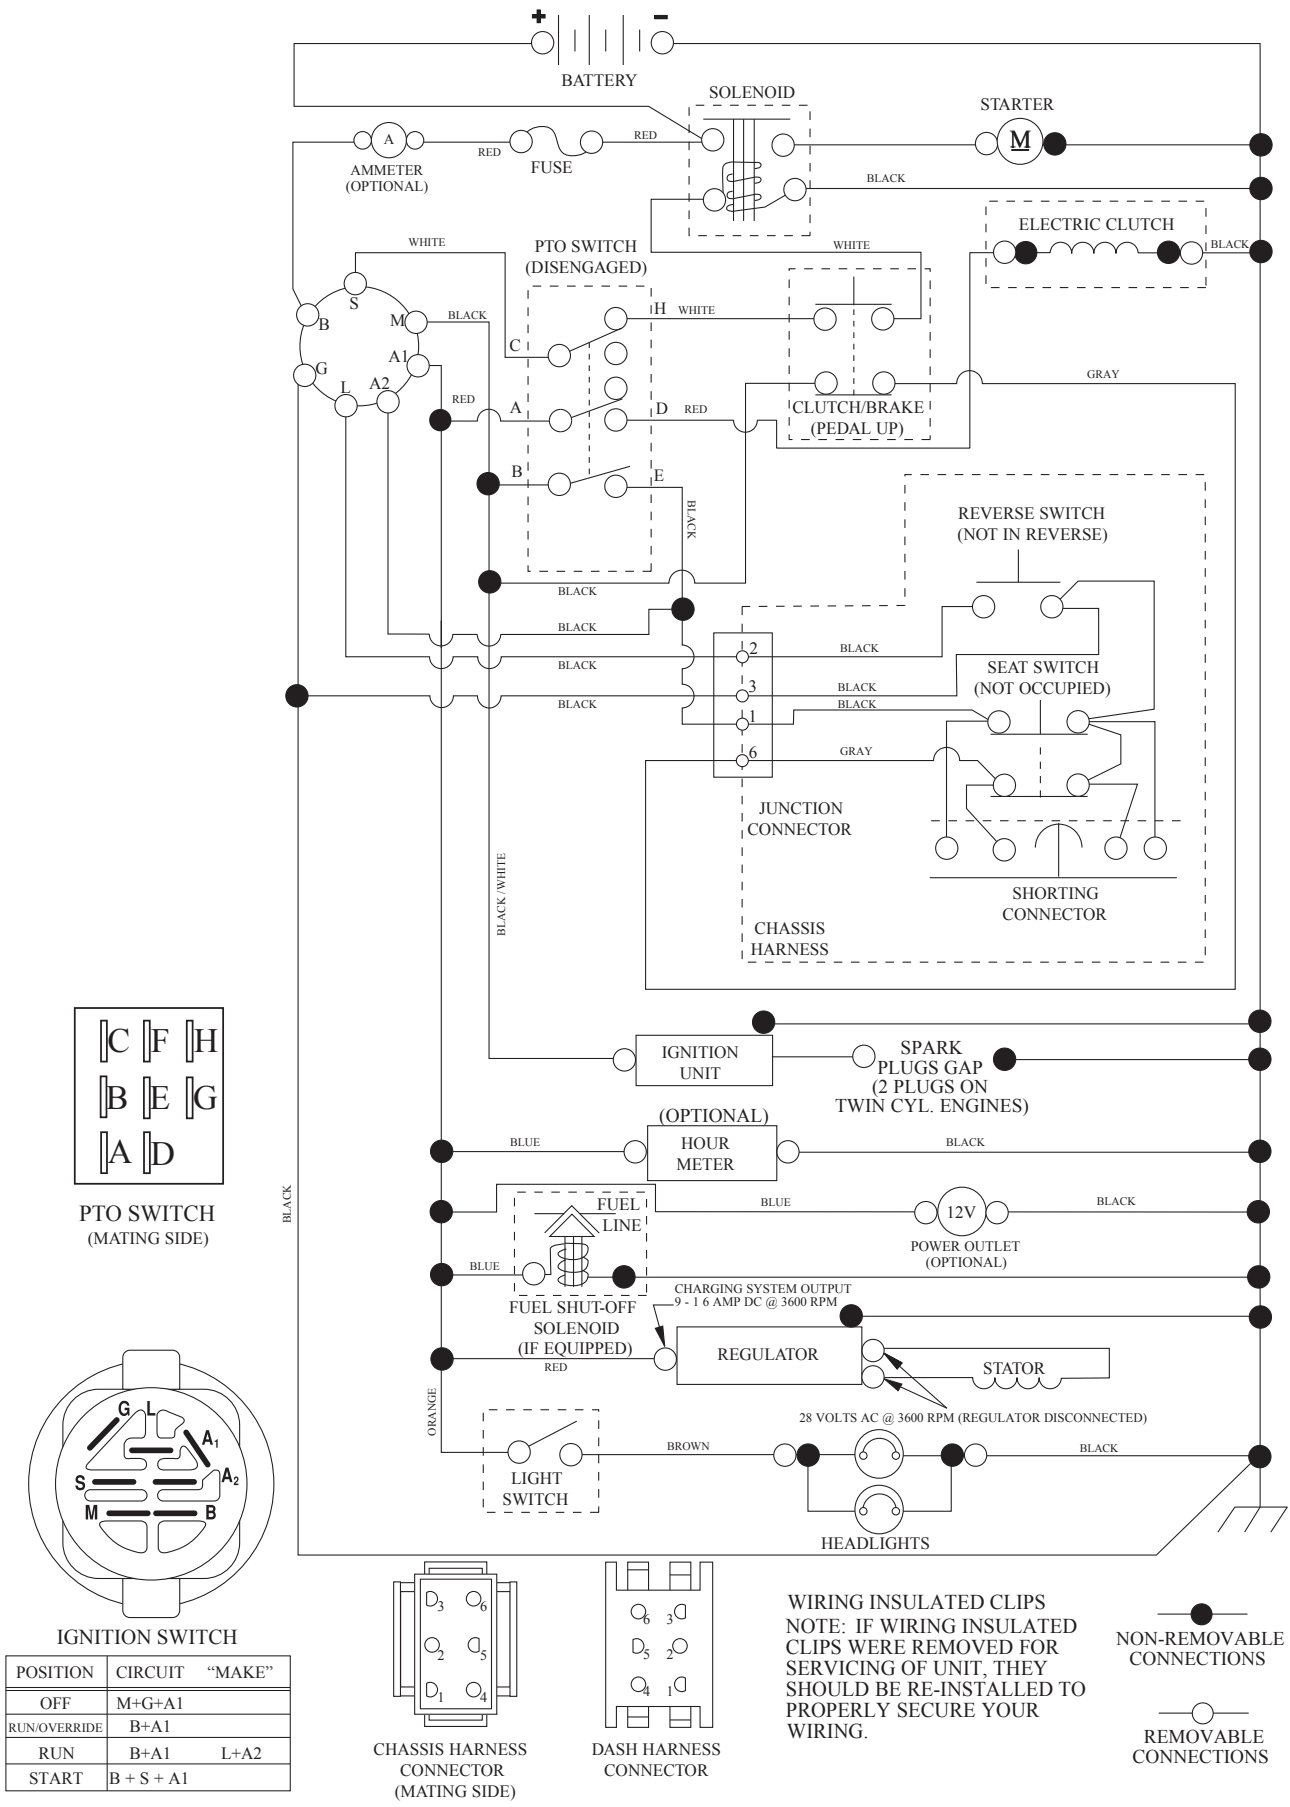 + −
BATTERY
SOLENOID
STARTER
A
RED
FUSE
RED
M
AMMETER
(OPTIONAL)
BLACK
ELECTRIC CLUTCH
BLACK
WHITE
PTO SWITCH
(DISENGAGED)
WHITE
S
B
M
BLACK
H
WHITE
C
G
A1
L
A2
GRAY
RED
A
D
RED
CLUTCH/BRAKE
(PEDAL UP)
B
E
BLACK
REVERSE SWITCH
(NOT IN REVERSE)
BLACK
BLACK
2
BLACK
BLACK
SEAT SWITCH
(NOT OCCUPIED)
3
BLACK
BLACK
BLACK
1
6
GRAY
JUNCTION
CONNECTOR
BLACK /WHITE
SHORTING
CONNECTOR
CHASSIS
HARNESS
C F H
B E G
A D
PTO SWITCH
(MATING SIDE)
BLACK
IGNITION
UNIT
SPARK
PLUGS GAP
(2 PLUGS ON
TWIN CYL. ENGINES)
(OPTIONAL)
BLUE
HOUR
METER
BLACK
FUEL
LINE
BLUE
12V
BLACK
POWER OUTLET
(OPTIONAL)
BLUE
FUEL SHUT-OFF
SOLENOID
(IF EQUIPPED)
CHARGING SYSTEM OUTPUT
9 - 1 6 AMP DC @ 3600 RPM
RED
REGULATOR
STATOR
28 VOLTS AC @ 3600 RPM (REGULATOR DISCONNECTED)
ORANGE
LIGHT
SWITCH
BROWN
BLACK
HEADLIGHTS
G L
A1
S
A2
M
B
IGNITION SWITCH
POSITION CIRCUIT “MAKE”
OFF M+G+A1
RUN/OVERRIDE B+A1
RUN B+A1 L+A2
START B + S + A1
3 6
2 5
1 4
CHASSIS HARNESS
CONNECTOR
(MATING SIDE)
6 3
5 2
4 1
DASH HARNESS
CONNECTOR
WIRING INSULATED CLIPS
NOTE: IF WIRING INSULATED
CLIPS WERE REMOVED FOR
SERVICING OF UNIT, THEY
SHOULD BE RE-INSTALLED TO
PROPERLY SECURE YOUR
WIRING.
NON-REMOVABLE
CONNECTIONS
REMOVABLE
CONNECTIONS